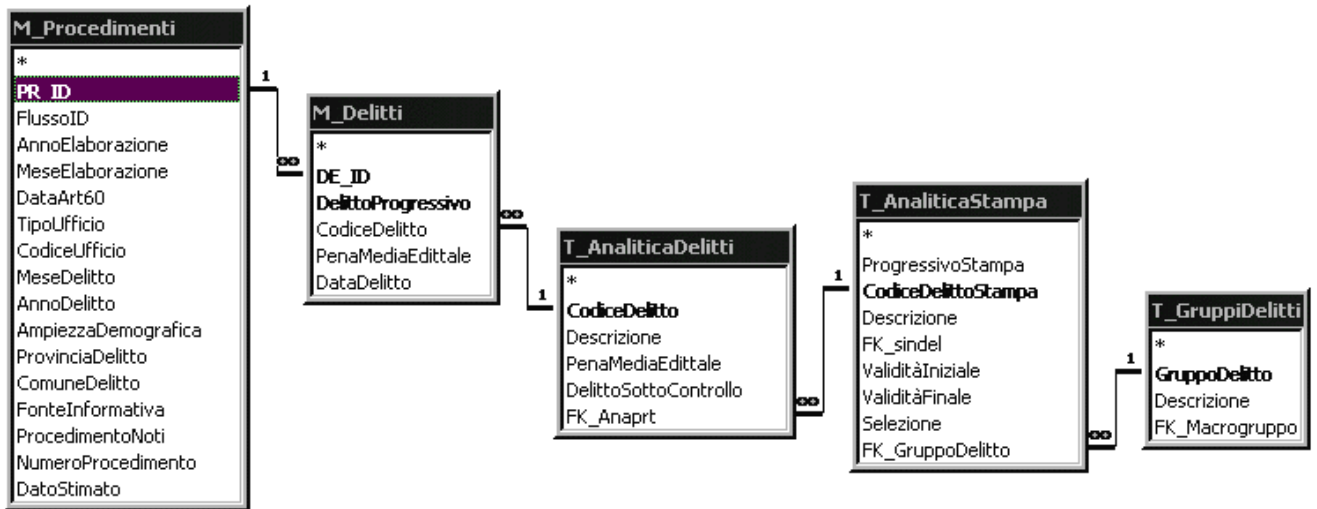 M_Procedimenti
*
PR_ID
FlussoID
AnnoElaborazione
MeseElaborazione
DataArt60
TipoUfficio
CodiceUfficio
MeseDelitto
AnnoDelitto
AmpiezzaDemografica
ProvinciaDelitto
ComuneDelitto
FonteInformativa
ProcedimentoNoti
NumeroProcedimento
DatoStimato
1
∞
M_Delitti
*
DE_ID
DelittoProgressivo
CodiceDelitto
PenaMediaEdittale
DataDelitto
∞
1
T_AnaliticaDelitti
*
CodiceDelitto
Descrizione
PenaMediaEdittale
DelittoSottoControllo
FK_Anaprt
∞
1
T_AnaliticaStampa
*
ProgressivoStampa
CodiceDelittoStampa
Descrizione
FK_sindel
ValiditàIniziale
ValiditàFinale
Selezione
FK_GruppoDelitto
∞
1
T_GruppiDelitti
*
GruppoDelitto
Descrizione
FK_Macrogruppo